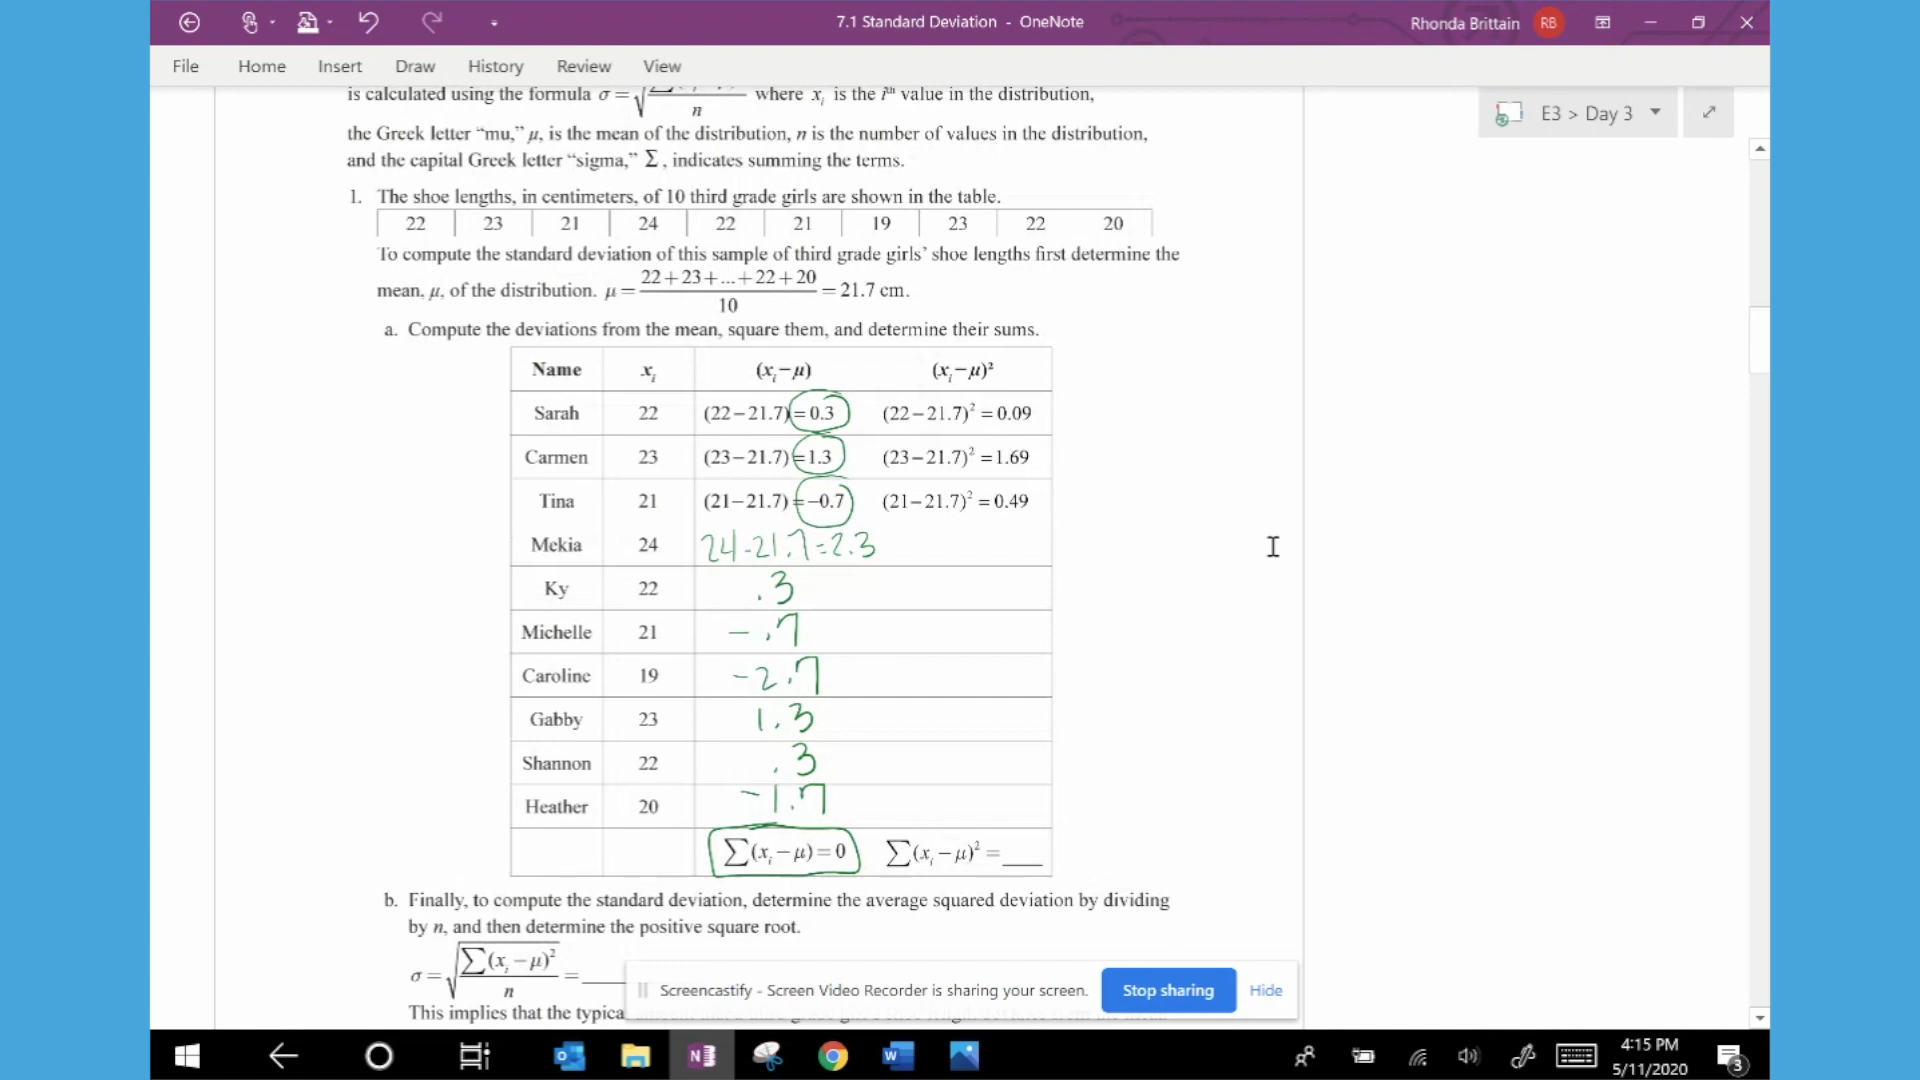 7.1 Standard Deviation - OneNote
Rhonda Brittain RB
File Home Insert Draw History Review View
E3 > Day 3
is calculated using the formula σ = √ n where xᵢ is the iᵗʰ value in the distribution,
the Greek letter “mu,” μ, is the mean of the distribution, n is the number of values in the distribution,
and the capital Greek letter “sigma,” Σ, indicates summing the terms.
1. The shoe lengths, in centimeters, of 10 third grade girls are shown in the table.
22 23 21 24 22 21 19 23 22 20
To compute the standard deviation of this sample of third grade girls’ shoe lengths first determine the
mean, μ, of the distribution. μ = (22+23+...+22+20)/10 = 21.7 cm.
a. Compute the deviations from the mean, square them, and determine their sums.
Name xᵢ (xᵢ−μ) (xᵢ−μ)²
Sarah 22 (22−21.7)=0.3 (22−21.7)² = 0.09
Carmen 23 (23−21.7)=1.3 (23−21.7)² = 1.69
Tina 21 (21−21.7)=−0.7 (21−21.7)² = 0.49
Mekia 24 24-21.7=2.3
Ky 22 .3
Michelle 21 -.7
Caroline 19 -2.7
Gabby 23 1.3
Shannon 22 .3
Heather 20 -1.7
Σ(xᵢ−μ)=0 Σ(xᵢ−μ)² = ____
b. Finally, to compute the standard deviation, determine the average squared deviation by dividing
by n, and then determine the positive square root.
σ = √(Σ(xᵢ−μ)²/n) = ____
This implies that the typica
Screencastify - Screen Video Recorder is sharing your screen. Stop sharing Hide
4:15 PM
5/11/2020
3